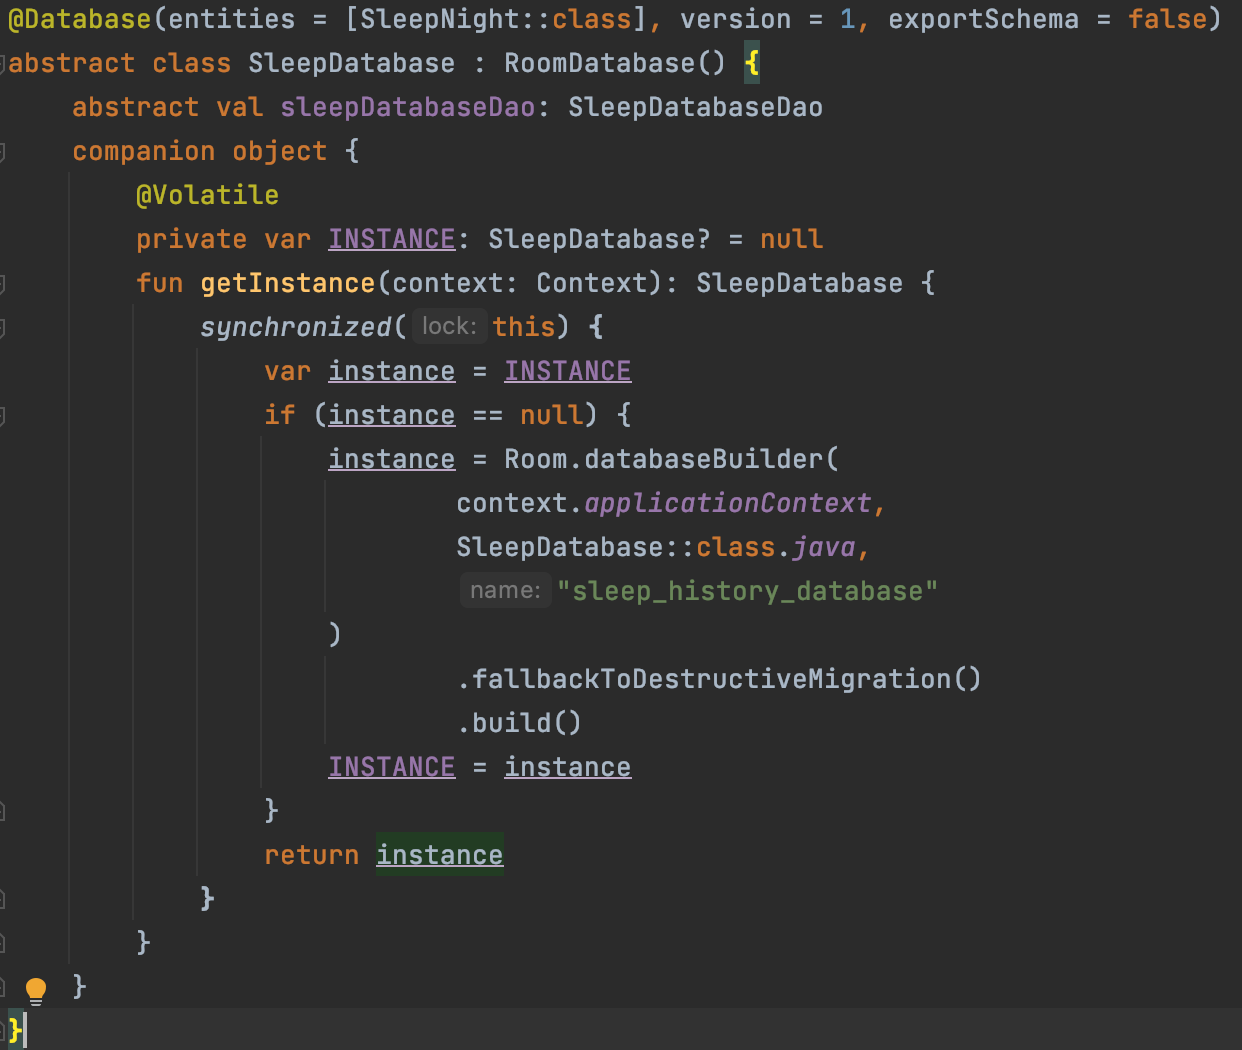 @Database(entities = [SleepNight::class], version = 1, exportSchema = false)
abstract class SleepDatabase : RoomDatabase() {
    abstract val sleepDatabaseDao: SleepDatabaseDao
    companion object {
        @Volatile
        private var INSTANCE: SleepDatabase? = null
        fun getInstance(context: Context): SleepDatabase {
            synchronized( lock: this) {
                var instance = INSTANCE
                if (instance == null) {
                    instance = Room.databaseBuilder(
                            context.applicationContext,
                            SleepDatabase::class.java,
                            name: "sleep_history_database"
                    )
                            .fallbackToDestructiveMigration()
                            .build()
                    INSTANCE = instance
                }
                return instance
            }
        }
    }
}